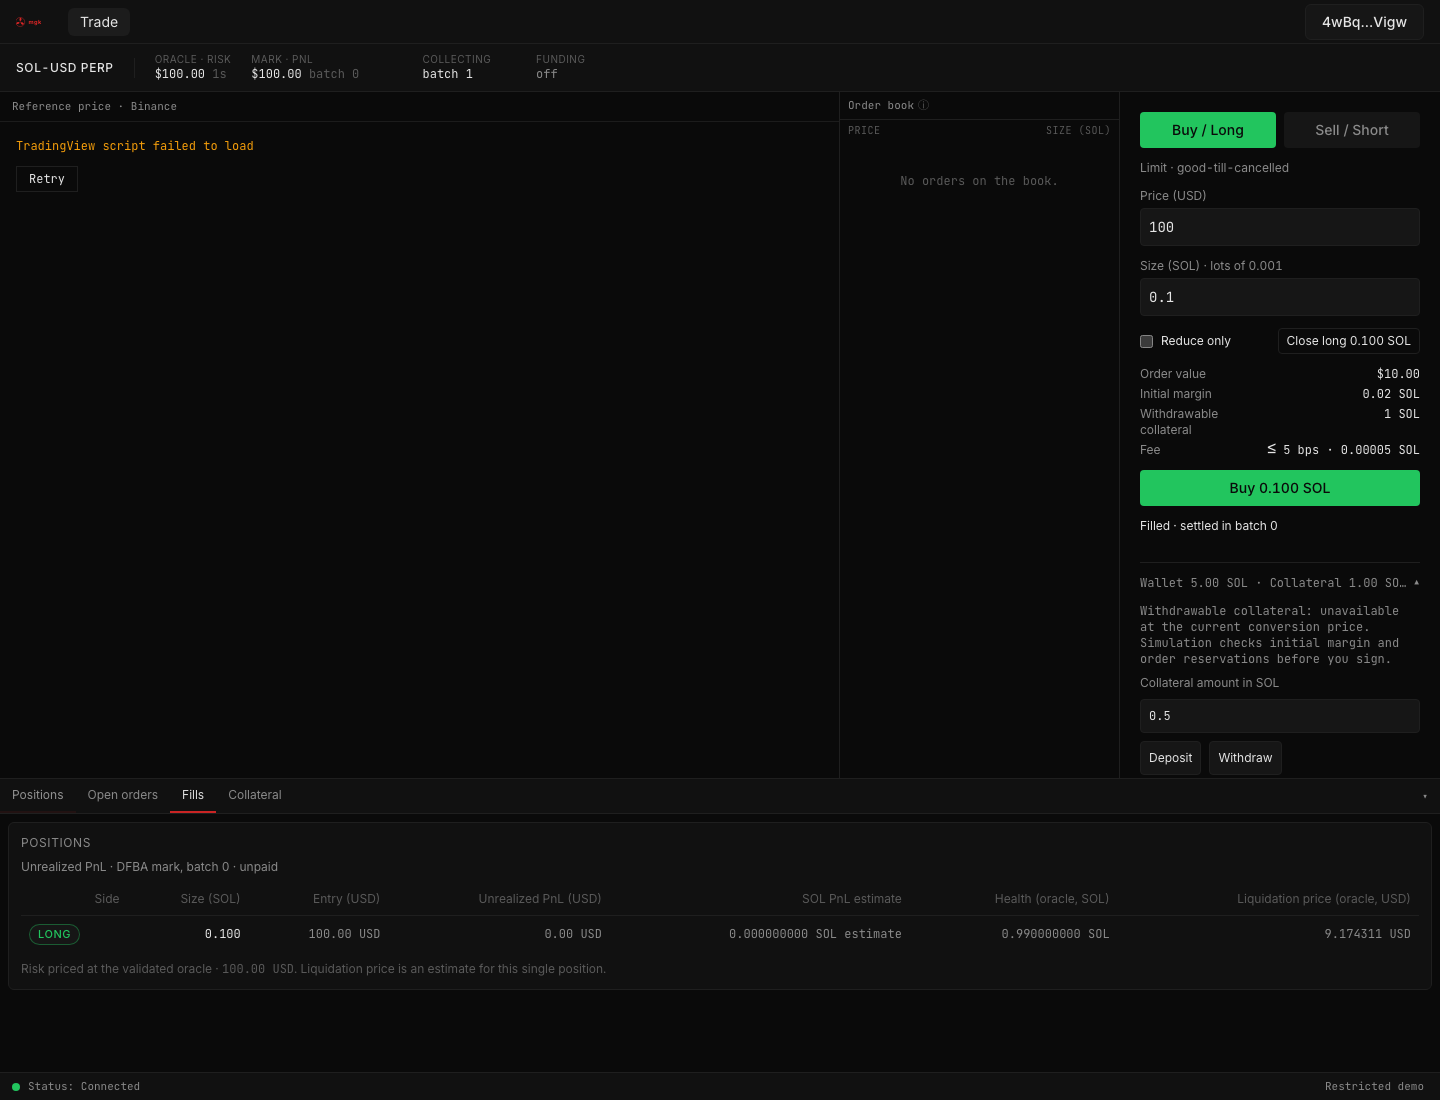 Trade
4wBq...Vigw
SOL-USD PERP
ORACLE · RISK
$100.00 1s
MARK · PNL
$100.00 batch 0
COLLECTING
batch 1
FUNDING
off
Reference price · Binance
TradingView script failed to load
Retry
Order book ⓘ
PRICE SIZE (SOL)
No orders on the book.
Buy / Long
Sell / Short
Limit · good-till-cancelled
Price (USD)
100
Size (SOL) · lots of 0.001
0.1
Reduce only
Close long 0.100 SOL
Order value $10.00
Initial margin 0.02 SOL
Withdrawable collateral 1 SOL
Fee ≤ 5 bps · 0.00005 SOL
Buy 0.100 SOL
Filled · settled in batch 0
Wallet 5.00 SOL · Collateral 1.00 SO… ▴
Withdrawable collateral: unavailable
at the current conversion price.
Simulation checks initial margin and
order reservations before you sign.
Collateral amount in SOL
0.5
Deposit
Withdraw
Positions
Open orders
Fills
Collateral
▾
POSITIONS
Unrealized PnL · DFBA mark, batch 0 · unpaid
Side Size (SOL) Entry (USD) Unrealized PnL (USD) SOL PnL estimate Health (oracle, SOL) Liquidation price (oracle, USD)
LONG 0.100 100.00 USD 0.00 USD 0.000000000 SOL estimate 0.990000000 SOL 9.174311 USD
Risk priced at the validated oracle · 100.00 USD. Liquidation price is an estimate for this single position.
Status: Connected
Restricted demo